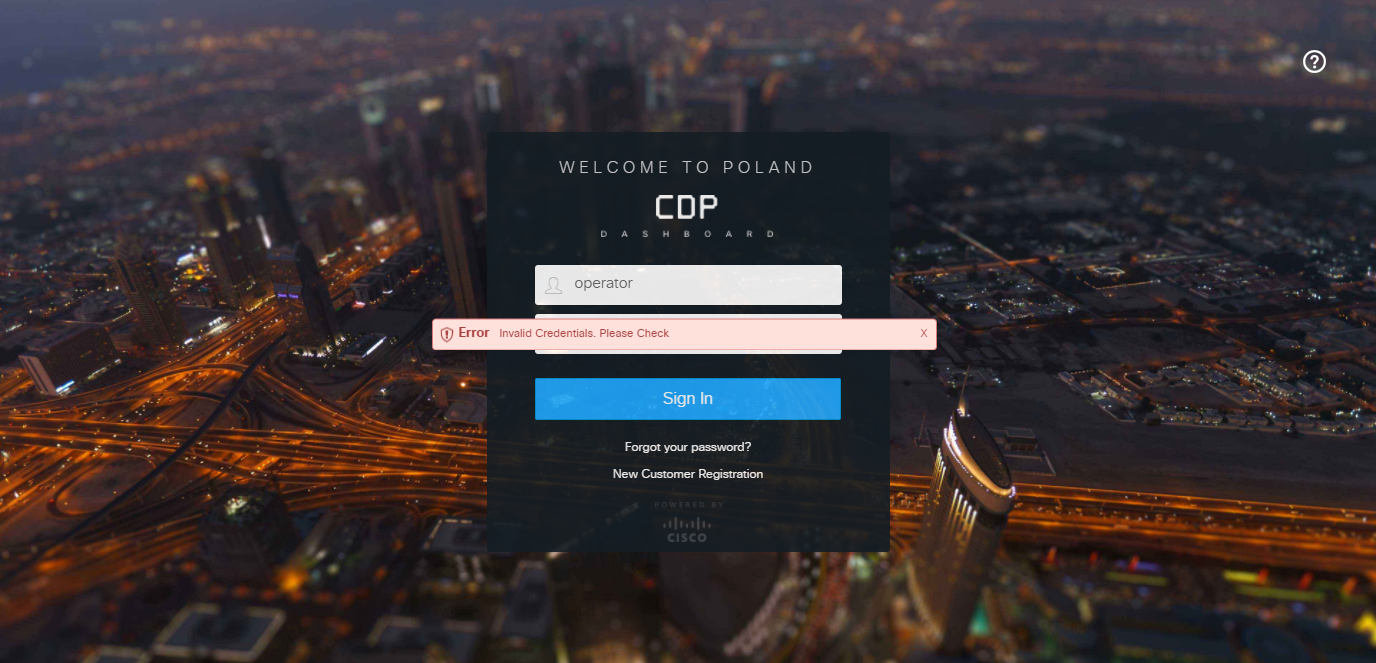 ?
WELCOME TO POLAND
CDP
DASHBOARD
operator
Error Invalid Credentials. Please Check X
Sign In
Forgot your password?
New Customer Registration
POWERED BY
CISCO